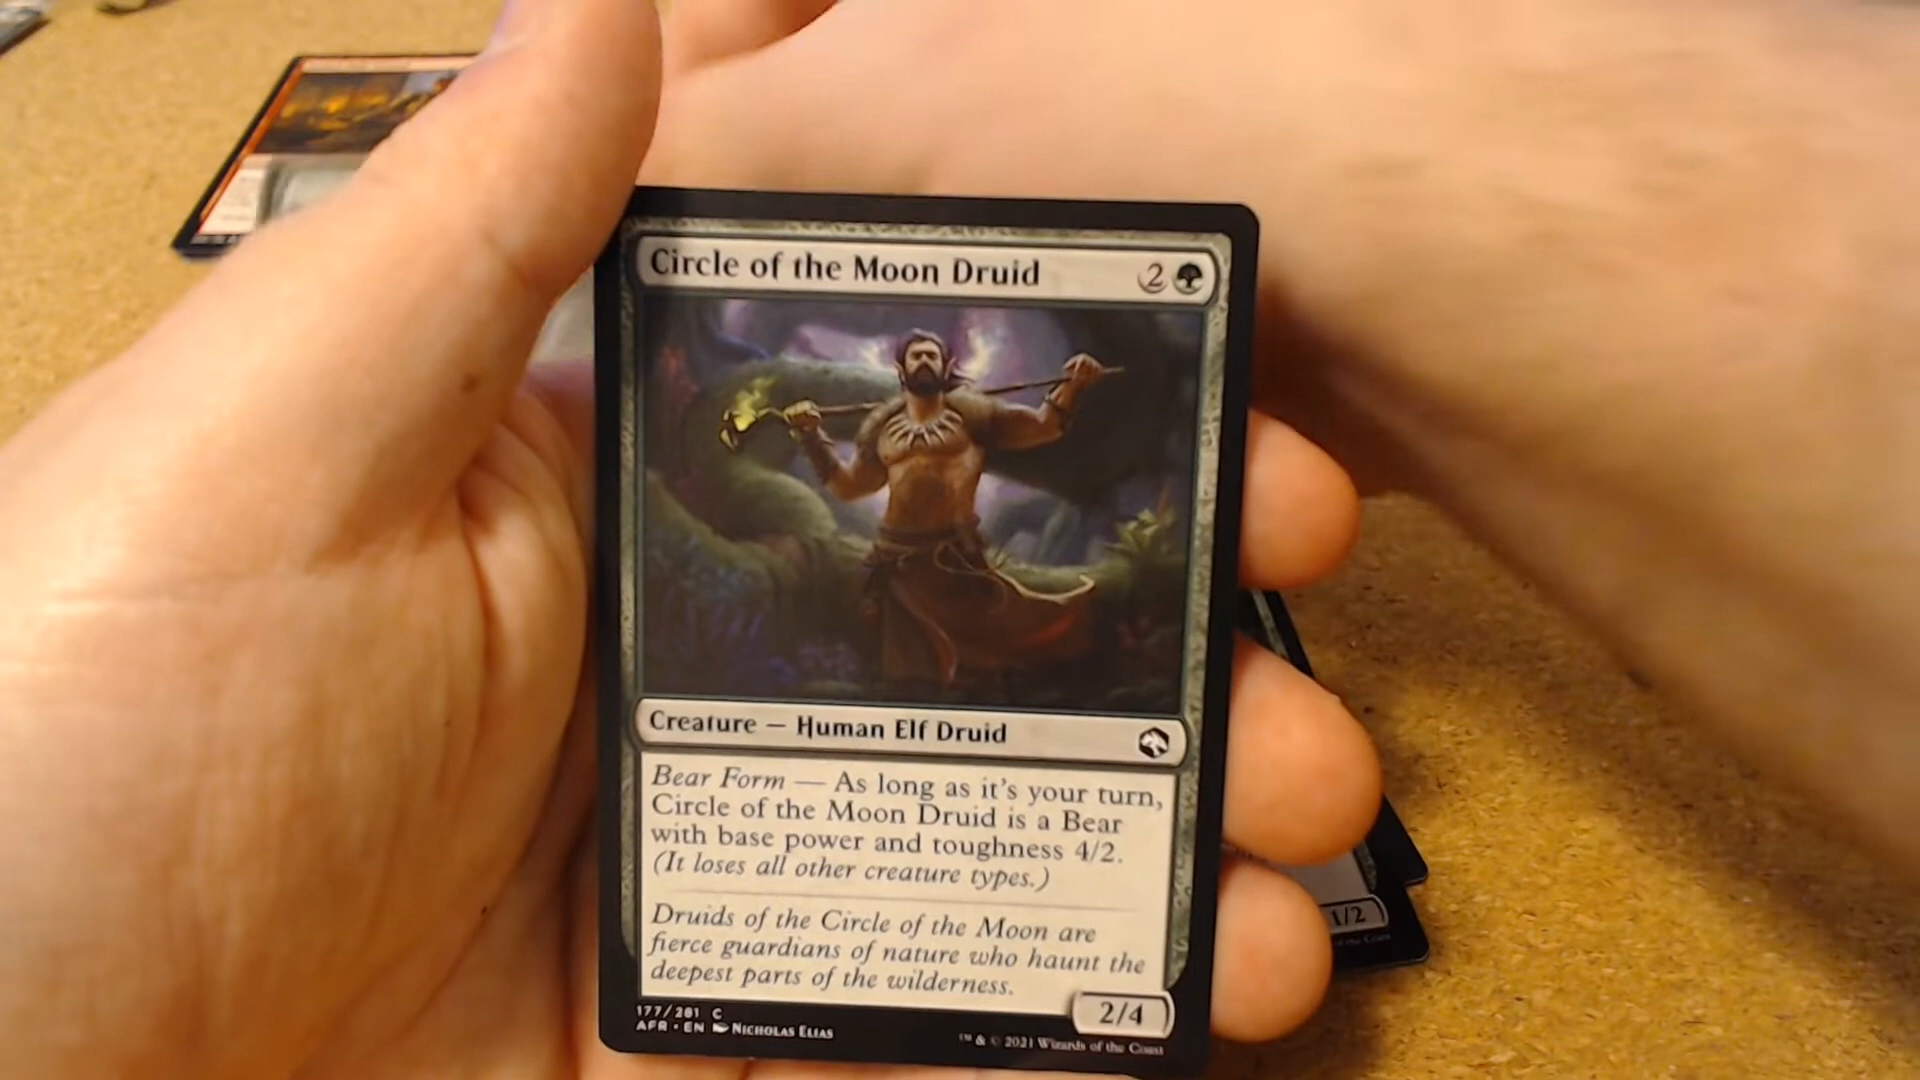 Circle of the Moon Druid 2
Creature — Human Elf Druid
Bear Form — As long as it's your turn,
Circle of the Moon Druid is a Bear
with base power and toughness 4/2.
(It loses all other creature types.)
Druids of the Circle of the Moon are
fierce guardians of nature who haunt the
deepest parts of the wilderness.
2/4
177/281 C
AFR • EN Nicholas Elias
™ & © 2021 Wizards of the Coast
1/2
of the Coast